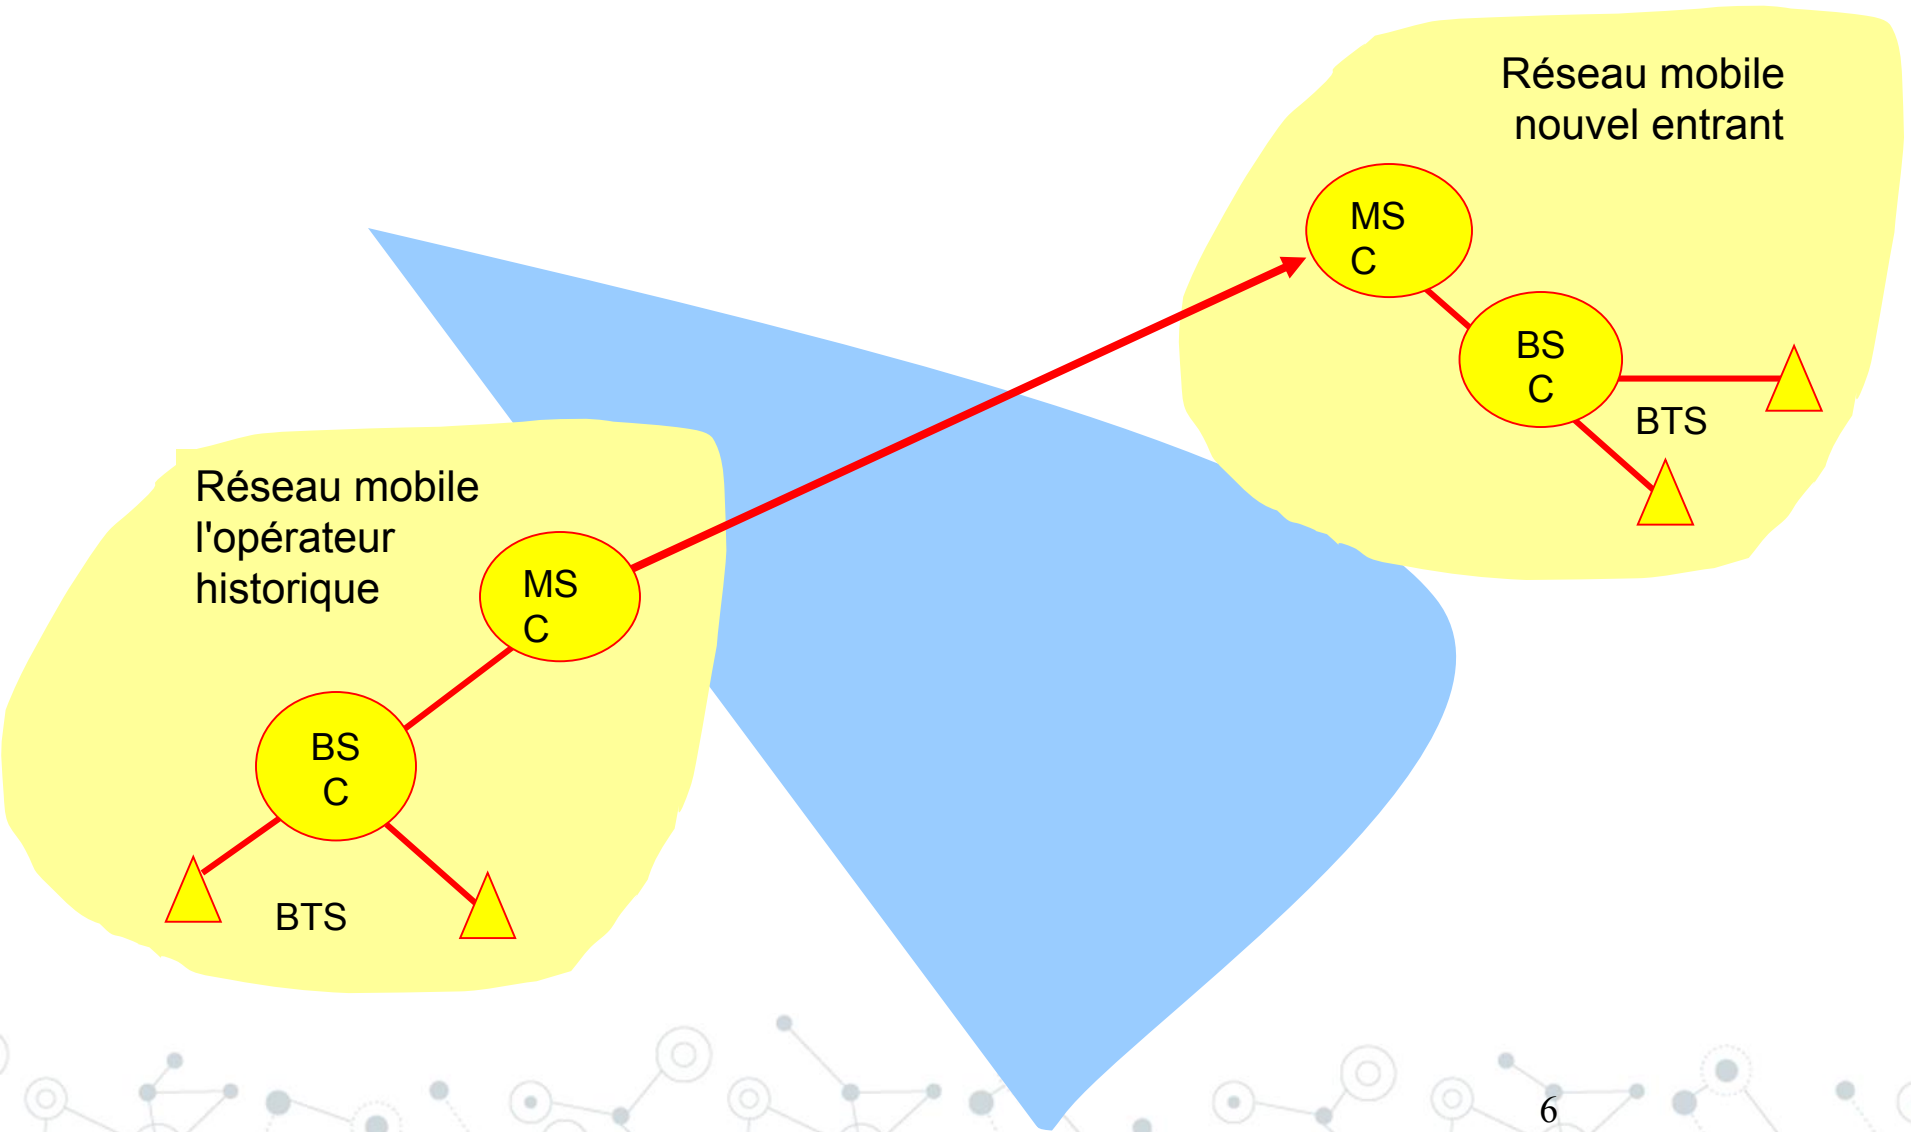 Réseau mobile
nouvel entrant
MS
C
BS
C
BTS
Réseau mobile
l'opérateur
historique
MS
C
BS
C
BTS
6